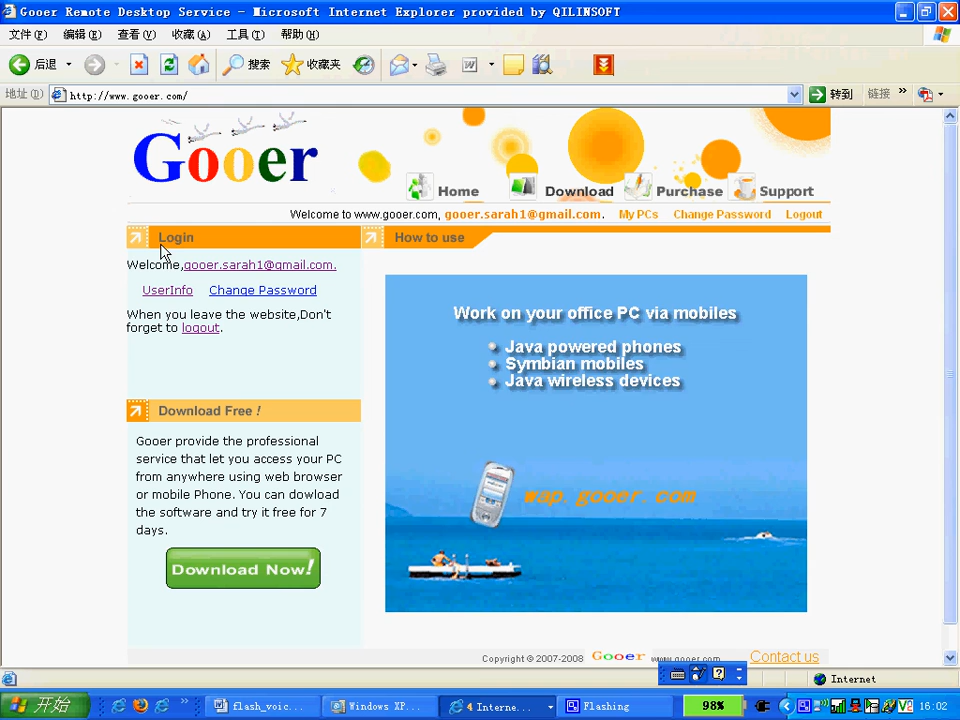 Gooer Remote Desktop Service - Microsoft Internet Explorer provided by QILINSOFT
文件(F) 编辑(E) 查看(V) 收藏(A) 工具(T) 帮助(H)
后退 搜索 收藏夹
地址(D) http://www.gooer.com/ 转到 链接 »
Gooer
Home Download Purchase Support
Welcome to www.gooer.com, gooer.sarah1@gmail.com. My PCs Change Password Logout
Login
How to use
Welcome,gooer.sarah1@gmail.com.
UserInfo Change Password
When you leave the website,Don't
forget to logout.
Work on your office PC via mobiles
Java powered phones
Symbian mobiles
Java wireless devices
Download Free !
Gooer provide the professional
service that let you access your PC
from anywhere using web browser
or mobile Phone. You can dowload
the software and try it free for 7
days.
Download Now!
wap.gooer.com
Copyright © 2007-2008 Gooer www.gooer.com Contact us
Internet
开始 flash_voic... Windows XP... 4 Interne... Flashing 98% 16:02